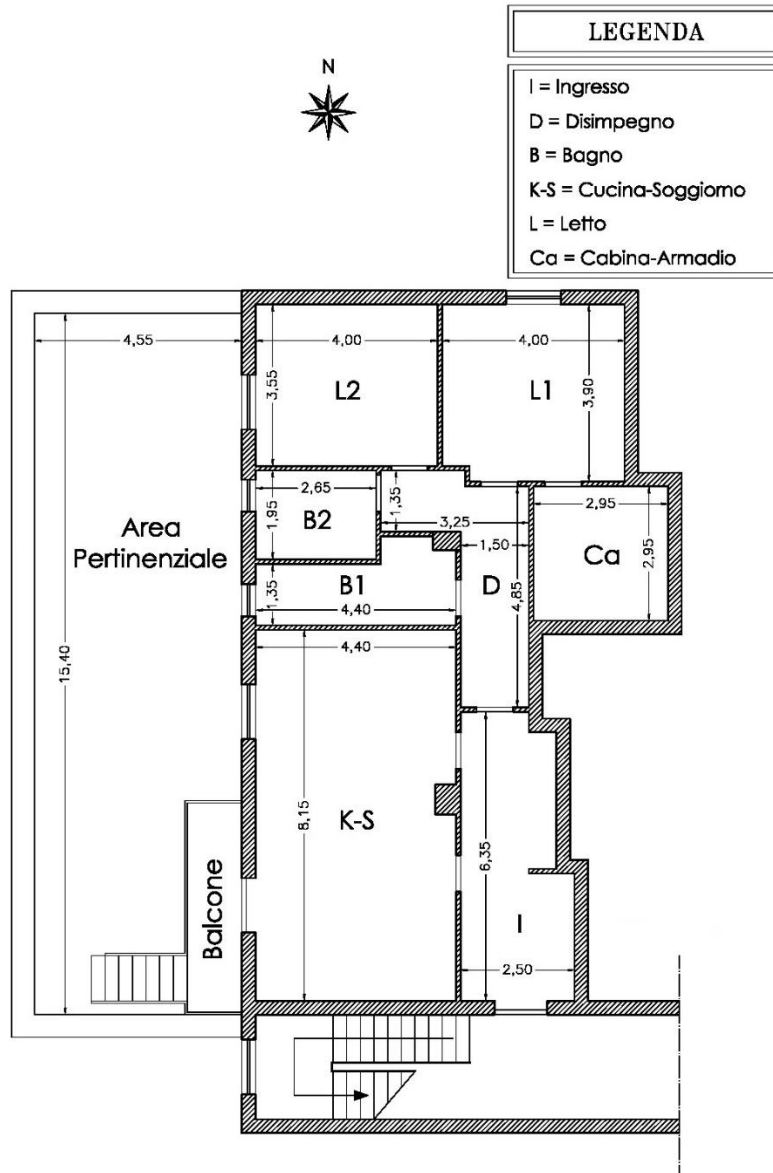 LEGENDA
I = Ingresso
D = Disimpegno
B = Bagno
K-S = Cucina-Soggiorno
L = Letto
Ca = Cabina-Armadio
N
4,55
4,00
4,00
3,55
L2
L1
3,90
2,65
1,35
1,95
B2
3,25
2,95
1,50
Area
Pertinenziale
Ca
2,95
1,35
B1
D
4,85
4,40
4,40
15,40
8,15
K-S
6,35
Balcone
I
2,50